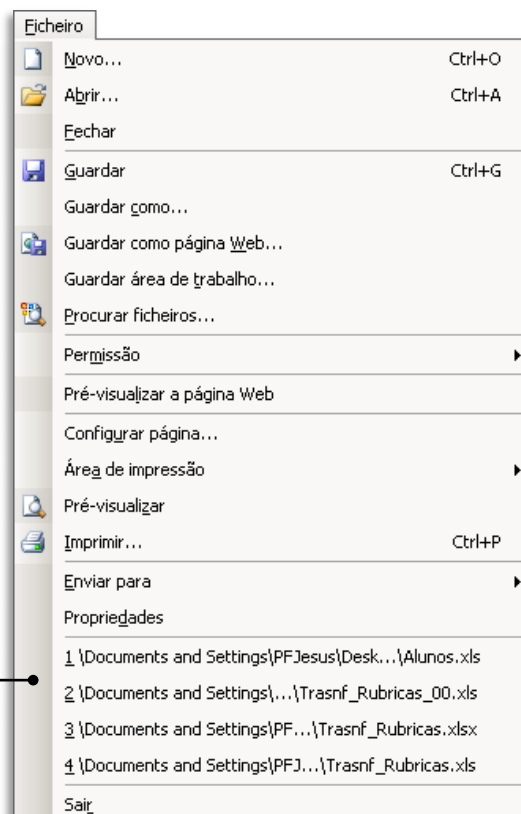 Ficheiro
Novo... Ctrl+O
Abrir... Ctrl+A
Fechar
Guardar Ctrl+G
Guardar como...
Guardar como página Web...
Guardar área de trabalho...
Procurar ficheiros...
Permissão
Pré-visualizar a página Web
Configurar página...
Área de impressão
Pré-visualizar
Imprimir... Ctrl+P
Enviar para
Propriedades
1 \Documents and Settings\PFJesus\Desk...\Alunos.xls
2 \Documents and Settings\...\Trasnf_Rubricas_00.xls
3 \Documents and Settings\PF...\Trasnf_Rubricas.xlsx
4 \Documents and Settings\PFJ...\Trasnf_Rubricas.xls
Sair